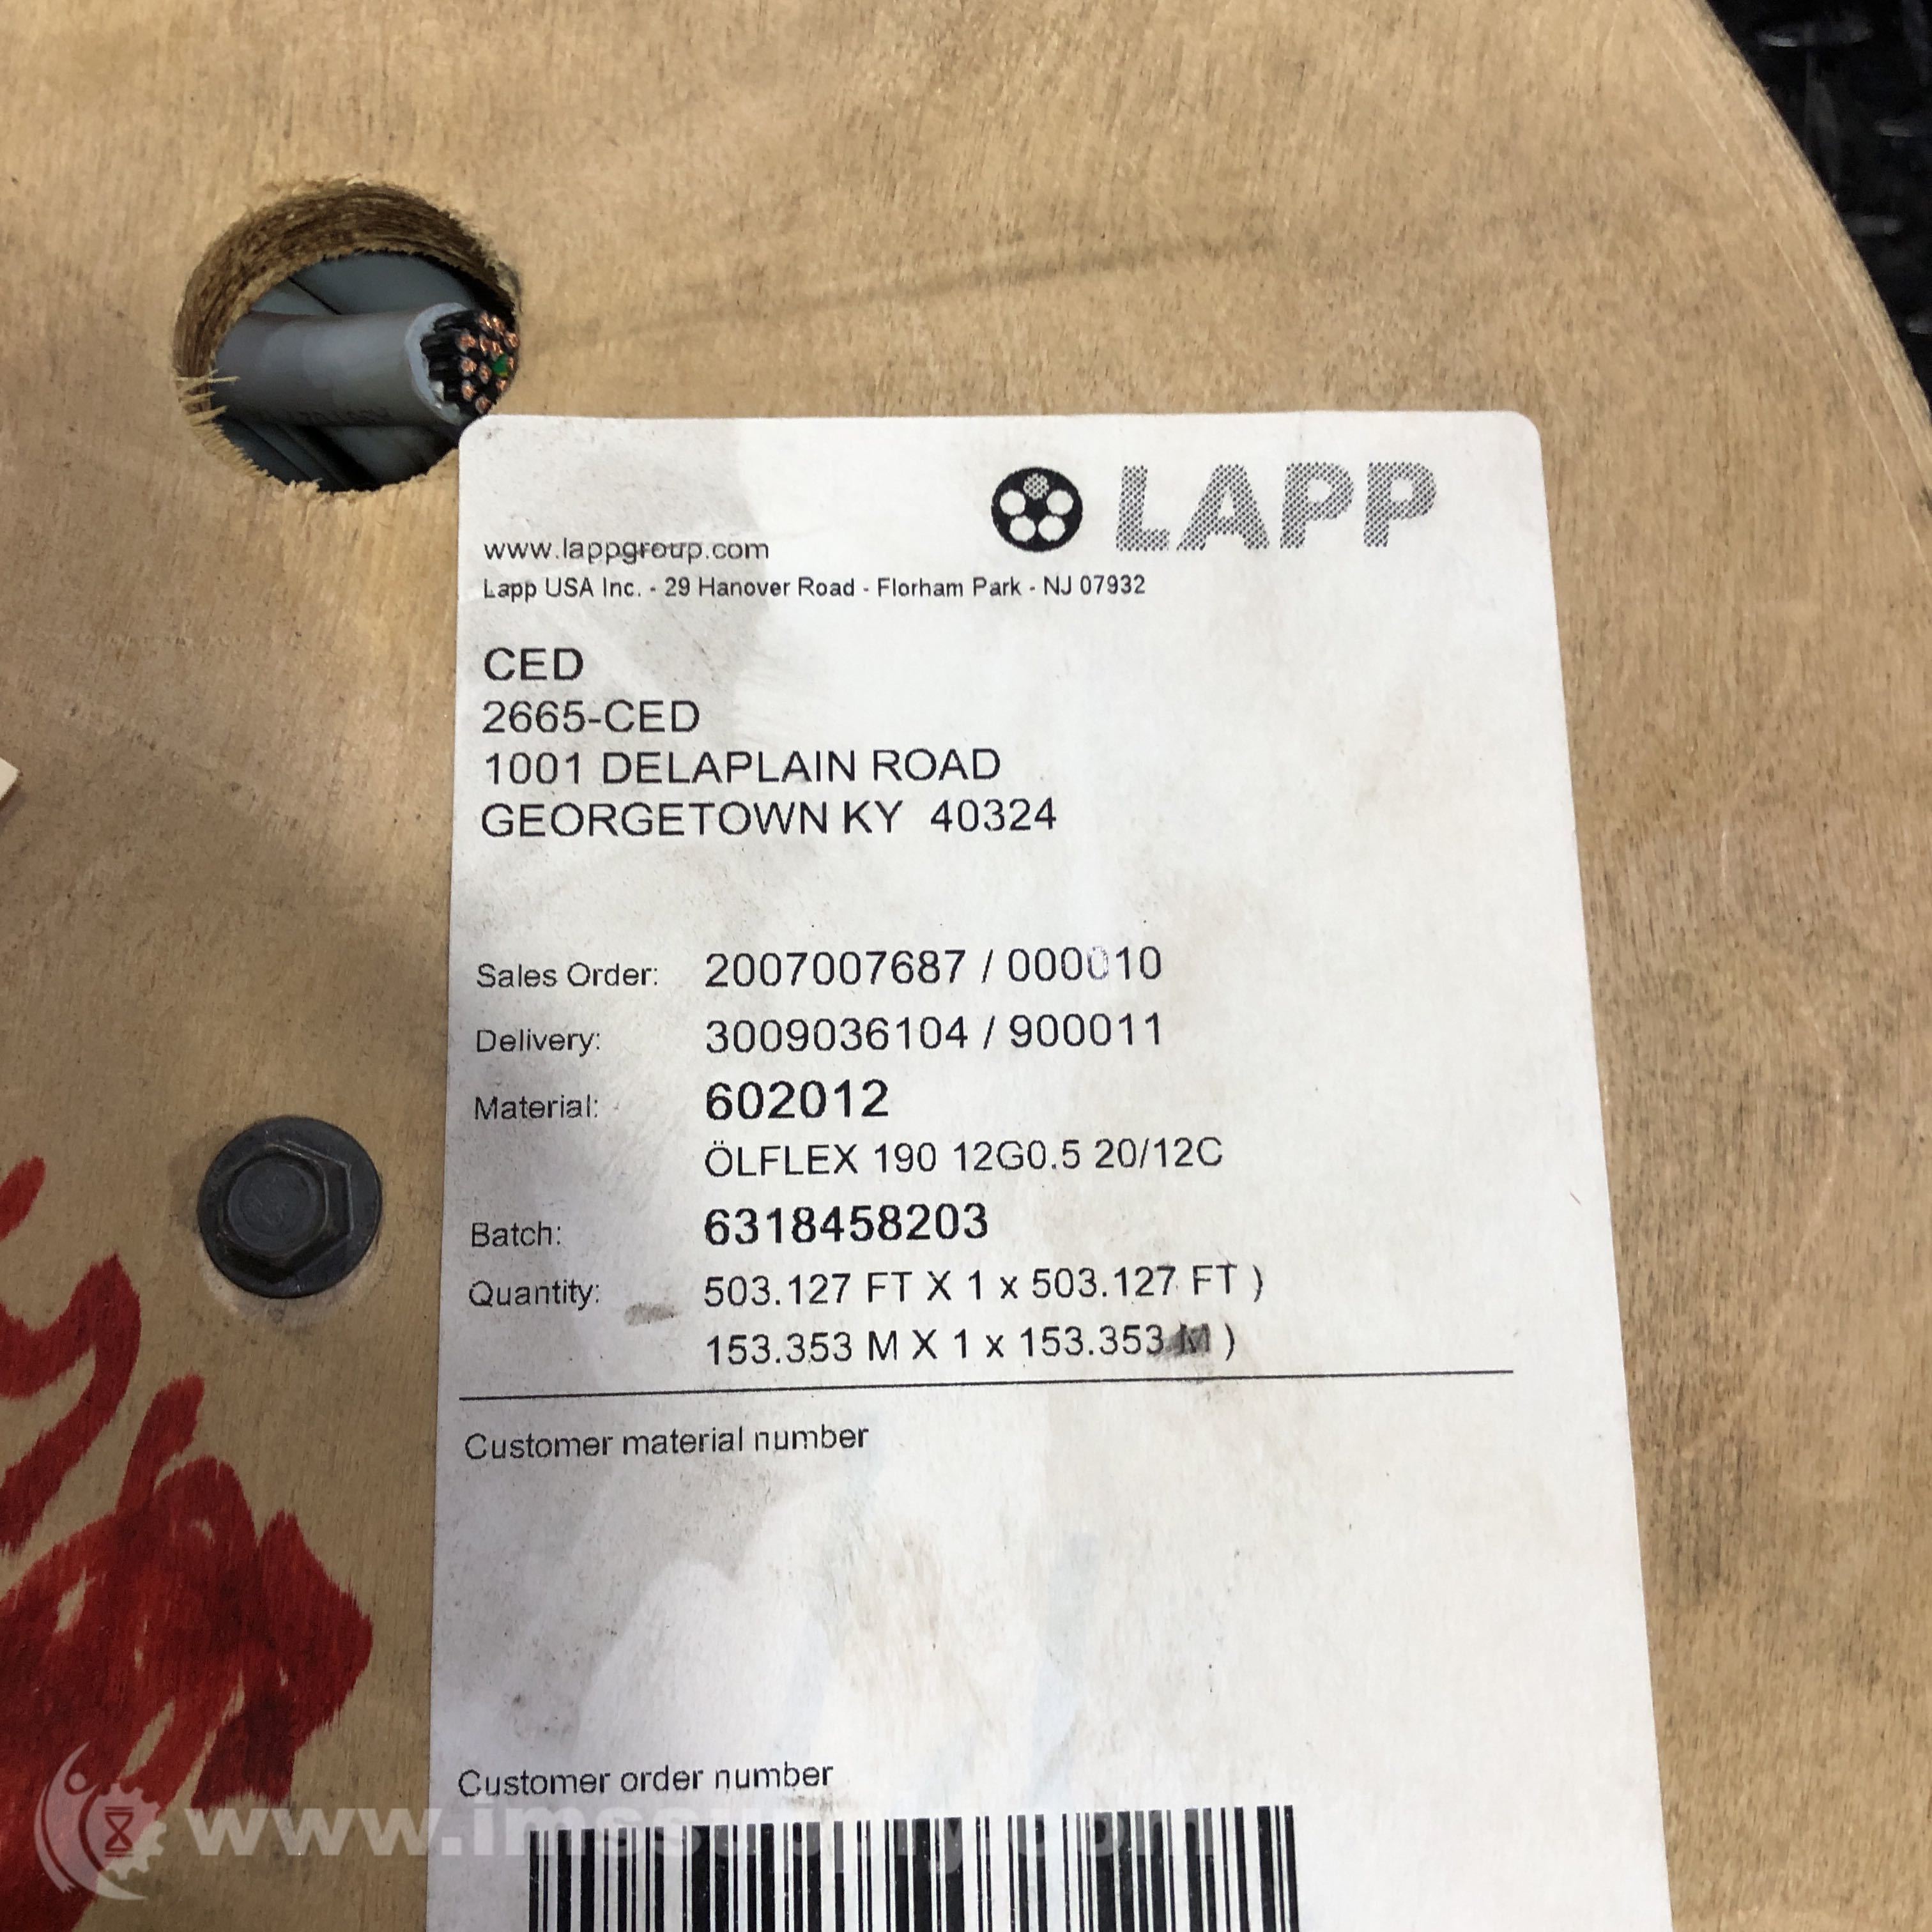 LAPP
www.lappgroup.com
Lapp USA Inc. - 29 Hanover Road - Florham Park - NJ 07932
CED
2665-CED
1001 DELAPLAIN ROAD
GEORGETOWN KY 40324
Sales Order: 2007007687 / 000010
Delivery: 3009036104 / 900011
Material: 602012
ÖLFLEX 190 12G0.5 20/12C
Batch: 6318458203
Quantity: 503.127 FT X 1 x 503.127 FT )
153.353 M X 1 x 153.353 M )
Customer material number
Customer order number
www.imssupply.com